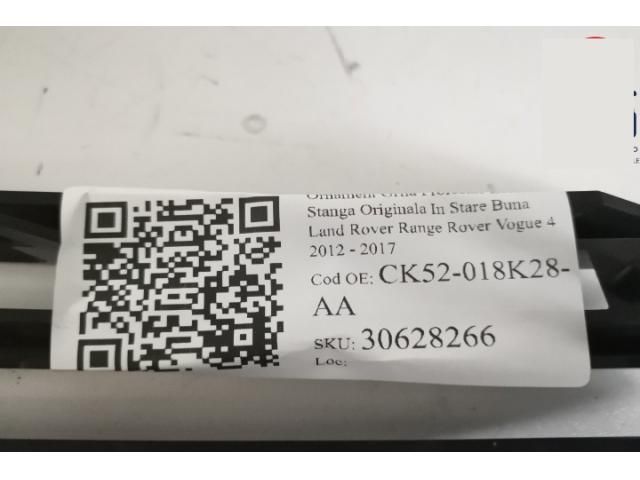 Stanga Originala In Stare Buna
Land Rover Range Rover Vogue 4
2012 - 2017
Cod OE: CK52-018K28-
AA
SKU: 30628266
Loc: